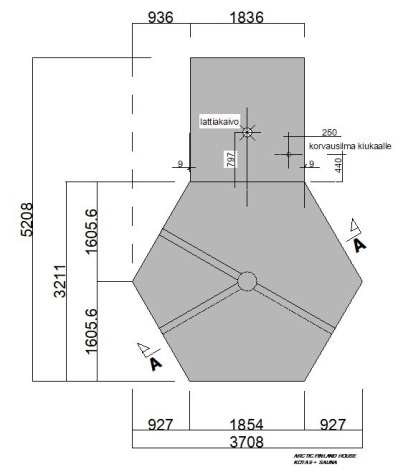 936 1836
lattiakaivo
250
korvausilma kiukaalle
9 797 9 440
5208
3211
1605.6
1605.6
A
A
927 1854 927
3708
ARCTIC FINLAND HOUSE
KOTA 9 + SAUNA